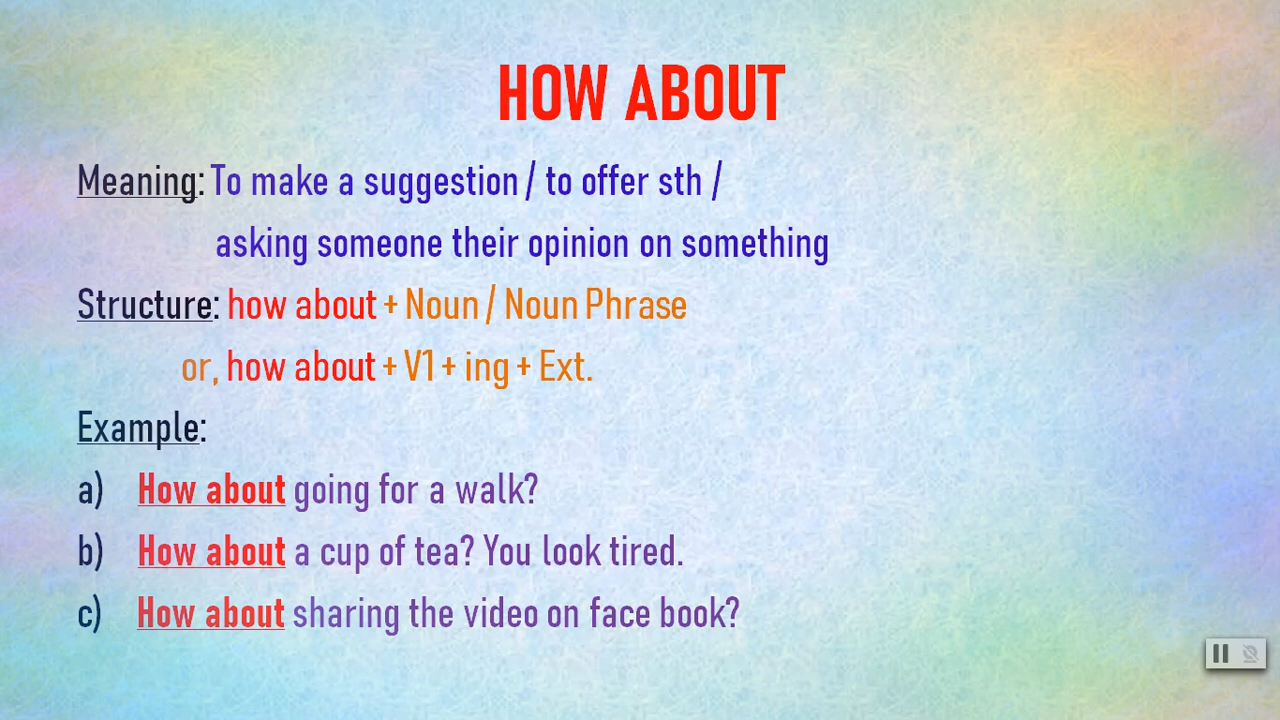 HOW ABOUT
Meaning: To make a suggestion / to offer sth /
asking someone their opinion on something
Structure: how about + Noun / Noun Phrase
or, how about + V1 + ing + Ext.
Example:
a) How about going for a walk?
b) How about a cup of tea? You look tired.
c) How about sharing the video on face book?